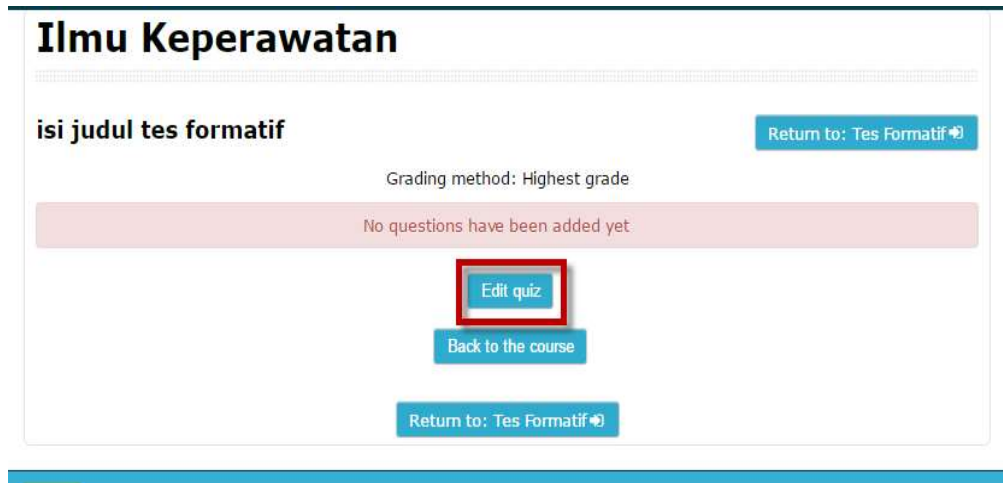 Ilmu Keperawatan
isi judul tes formatif
Return to: Tes Formatif
Grading method: Highest grade
No questions have been added yet
Edit quiz
Back to the course
Return to: Tes Formatif